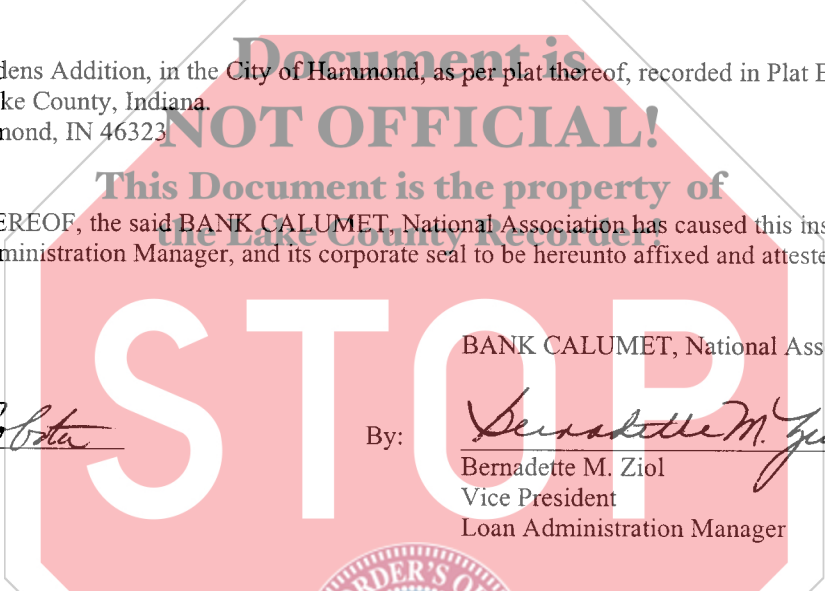 Document is
dens Addition, in the City of Hammond, as per plat thereof, recorded in Plat B
ke County, Indiana.
mond, IN 46323
NOT OFFICIAL!
This Document is the property of
EREOF, the said BANK CALUMET, National Association has caused this ins
the Lake County Recorder!
ministration Manager, and its corporate seal to be hereunto affixed and atteste
STOP
BANK CALUMET, National Ass
By: Bernadette M.
Bernadette M. Ziol
Vice President
Loan Administration Manager
ORDER'S O